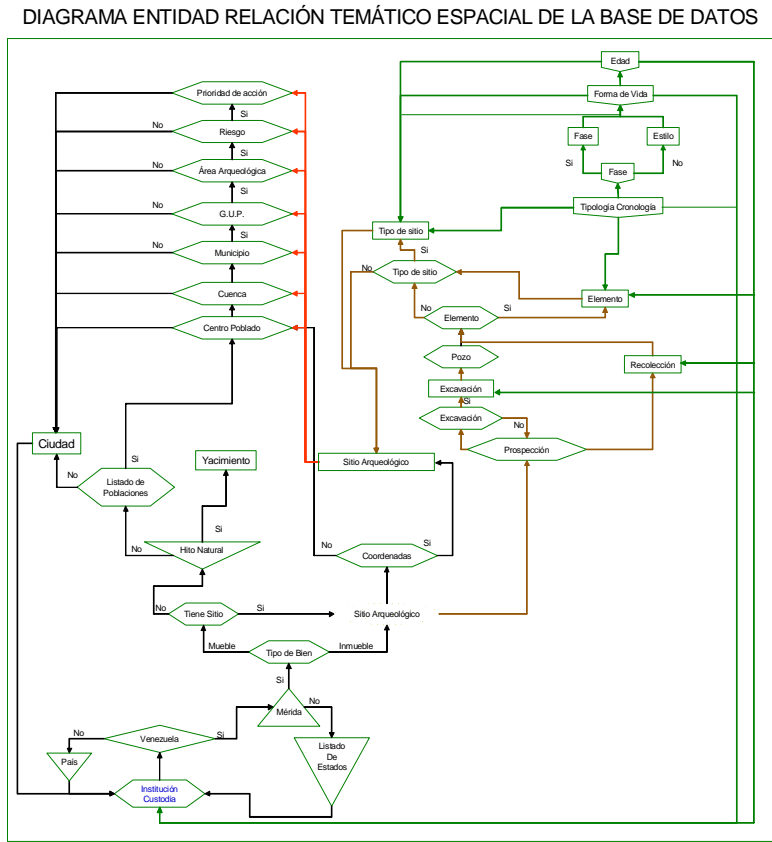 DIAGRAMA ENTIDAD RELACIÓN TEMÁTICO ESPACIAL DE LA BASE DE DATOS
Edad
Prioridad de acción
Forma de Vida
Si
No
Riesgo
Fase
Estilo
Si
No
Si
No
Área Arqueológica
Fase
Si
Tipología Cronología
No
G.U.P.
Tipo de sitio
Si
No
Municipio
Si
No
Tipo de sitio
Cuenca
Elemento
No
Si
Elemento
Centro Poblado
Pozo
Recolección
Excavación
Si
Excavación
No
Ciudad
Prospección
Si
Yacimiento
Sitio Arqueológico
No
Listado de
Poblaciones
Si
No
Si
No
Hito Natural
Coordenadas
No
Si
Tiene Sitio
Sitio Arqueológico
Mueble
Inmueble
Tipo de Bien
Si
No
Mérida
No
Venezuela
Si
Listado
De
Estados
País
Institución
Custodia